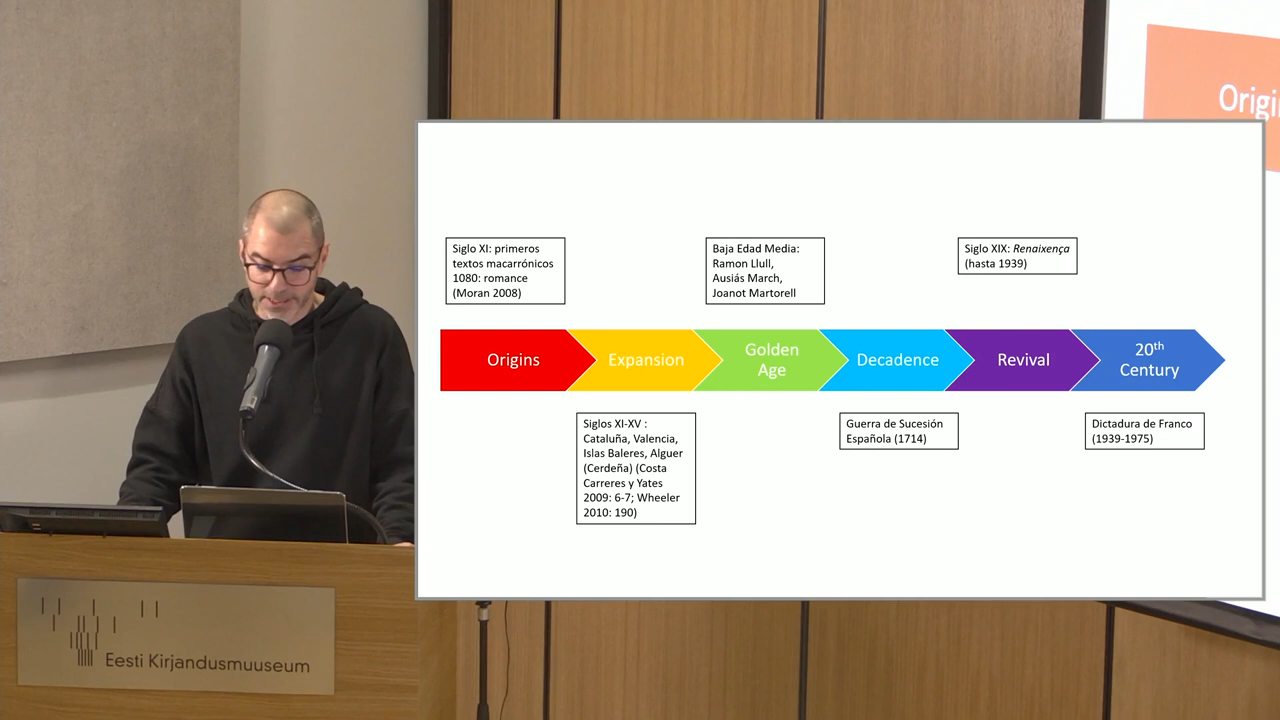 Origi
Siglo XI: primeros
textos macarrónicos
1080: romance
(Moran 2008)
Baja Edad Media:
Ramon Llull,
Ausiás March,
Joanot Martorell
Siglo XIX: Renaixença
(hasta 1939)
Origins
Expansion
Golden
Age
Decadence
Revival
20th
Century
Siglos XI-XV :
Cataluña, Valencia,
Islas Baleres, Alguer
(Cerdeña) (Costa
Carreres y Yates
2009: 6-7; Wheeler
2010: 190)
Guerra de Sucesión
Española (1714)
Dictadura de Franco
(1939-1975)
Eesti Kirjandusmuuseum